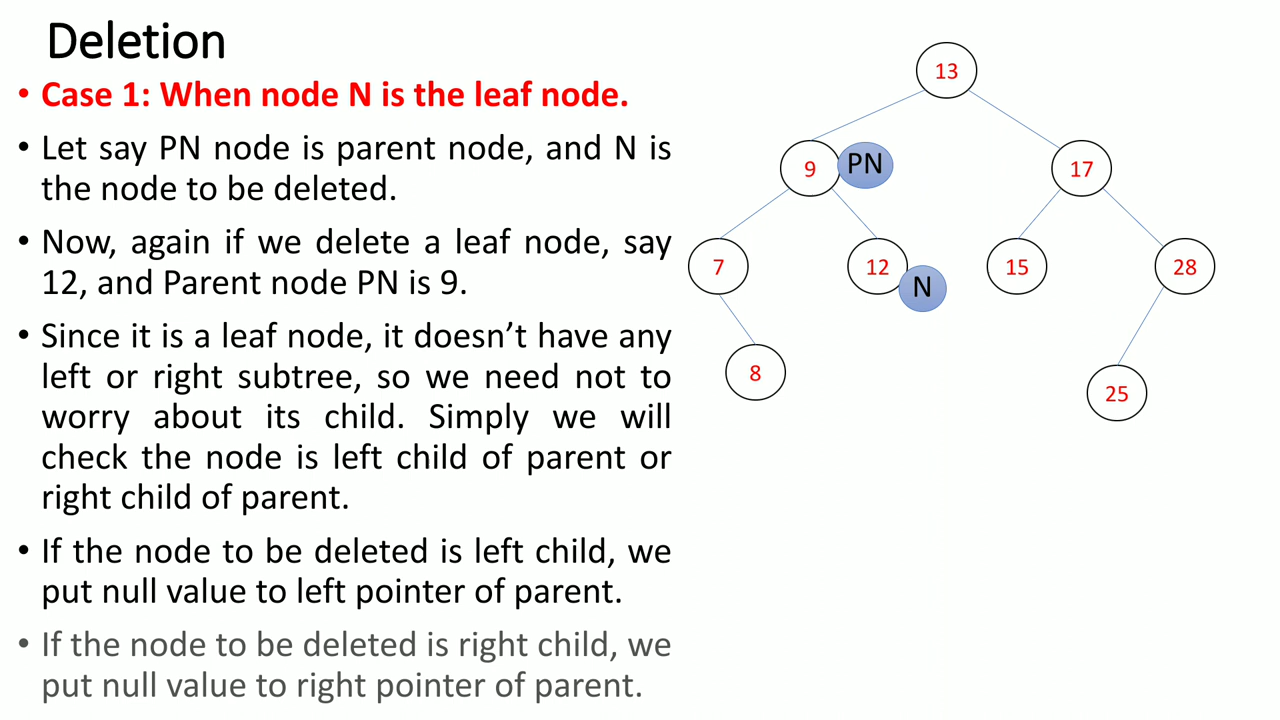 Deletion
• Case 1: When node N is the leaf node.
• Let say PN node is parent node, and N is
the node to be deleted.
• Now, again if we delete a leaf node, say
12, and Parent node PN is 9.
• Since it is a leaf node, it doesn’t have any
left or right subtree, so we need not to
worry about its child. Simply we will
check the node is left child of parent or
right child of parent.
• If the node to be deleted is left child, we
put null value to left pointer of parent.
• If the node to be deleted is right child, we
put null value to right pointer of parent.
13
9 PN 17
7 12 N 15 28
8 25